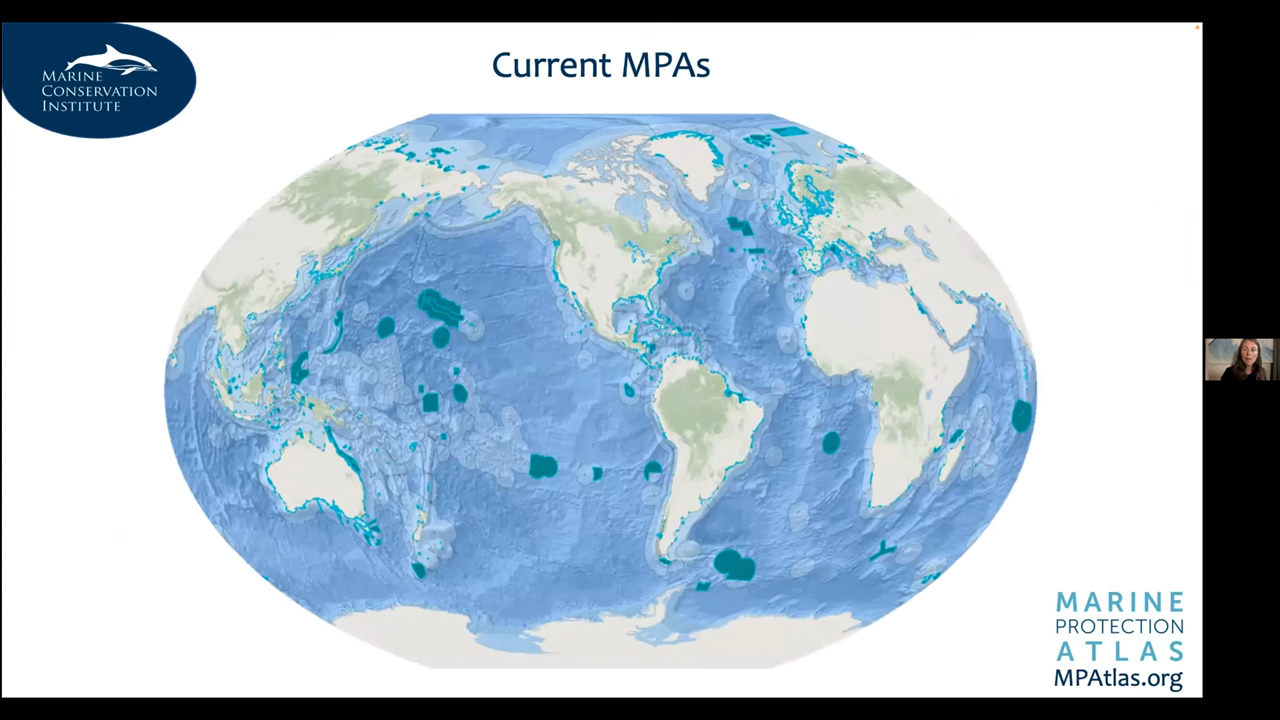 Current MPAs
MARINE
CONSERVATION
INSTITUTE
MARINE
PROTECTION
ATLAS
MPAtlas.org